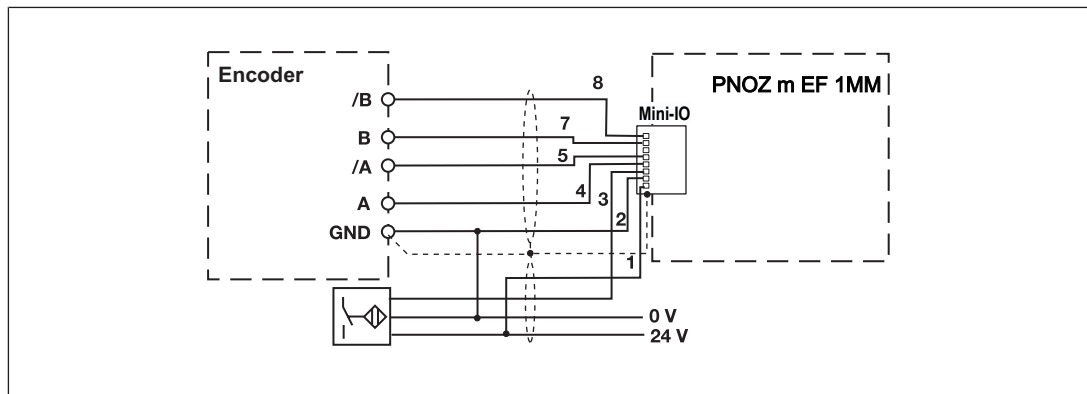 Encoder
PNOZ m EF 1MM
Mini-IO
/B
8
B
7
/A
5
A
4
3
GND
2
1
0 V
24 V